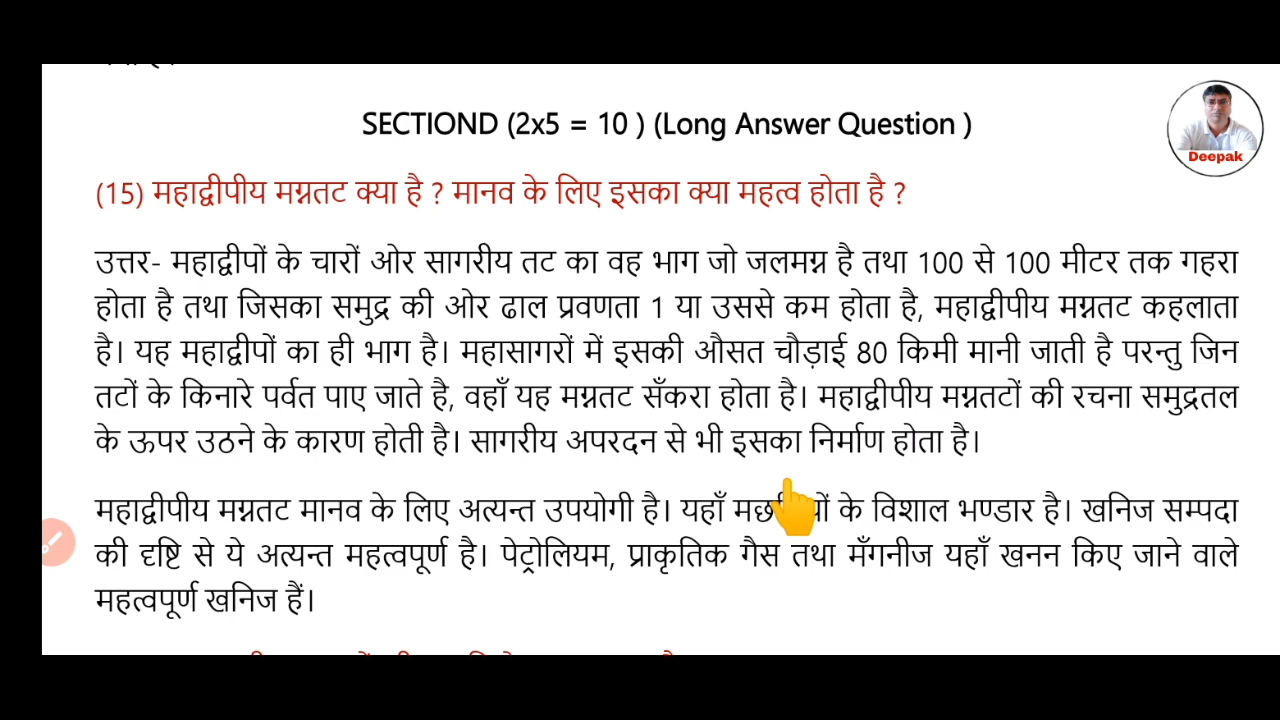 SECTIOND (2x5 = 10 ) (Long Answer Question )
Deepak
(15) महाद्वीपीय मग्नतट क्या है ? मानव के लिए इसका क्या महत्व होता है ?
उत्तर- महाद्वीपों के चारों ओर सागरीय तट का वह भाग जो जलमग्न है तथा 100 से 100 मीटर तक गहरा
होता है तथा जिसका समुद्र की ओर ढाल प्रवणता 1 या उससे कम होता है, महाद्वीपीय मग्नतट कहलाता
है। यह महाद्वीपों का ही भाग है। महासागरों में इसकी औसत चौड़ाई 80 किमी मानी जाती है परन्तु जिन
तटों के किनारे पर्वत पाए जाते है, वहाँ यह मग्नतट सँकरा होता है। महाद्वीपीय मग्नतटों की रचना समुद्रतल
के ऊपर उठने के कारण होती है। सागरीय अपरदन से भी इसका निर्माण होता है।
महाद्वीपीय मग्नतट मानव के लिए अत्यन्त उपयोगी है। यहाँ के विशाल भण्डार है। खनिज सम्पदा
की दृष्टि से ये अत्यन्त महत्वपूर्ण है। पेट्रोलियम, प्राकृतिक गैस तथा मँगनीज यहाँ खनन किए जाने वाले
महत्वपूर्ण खनिज हैं।